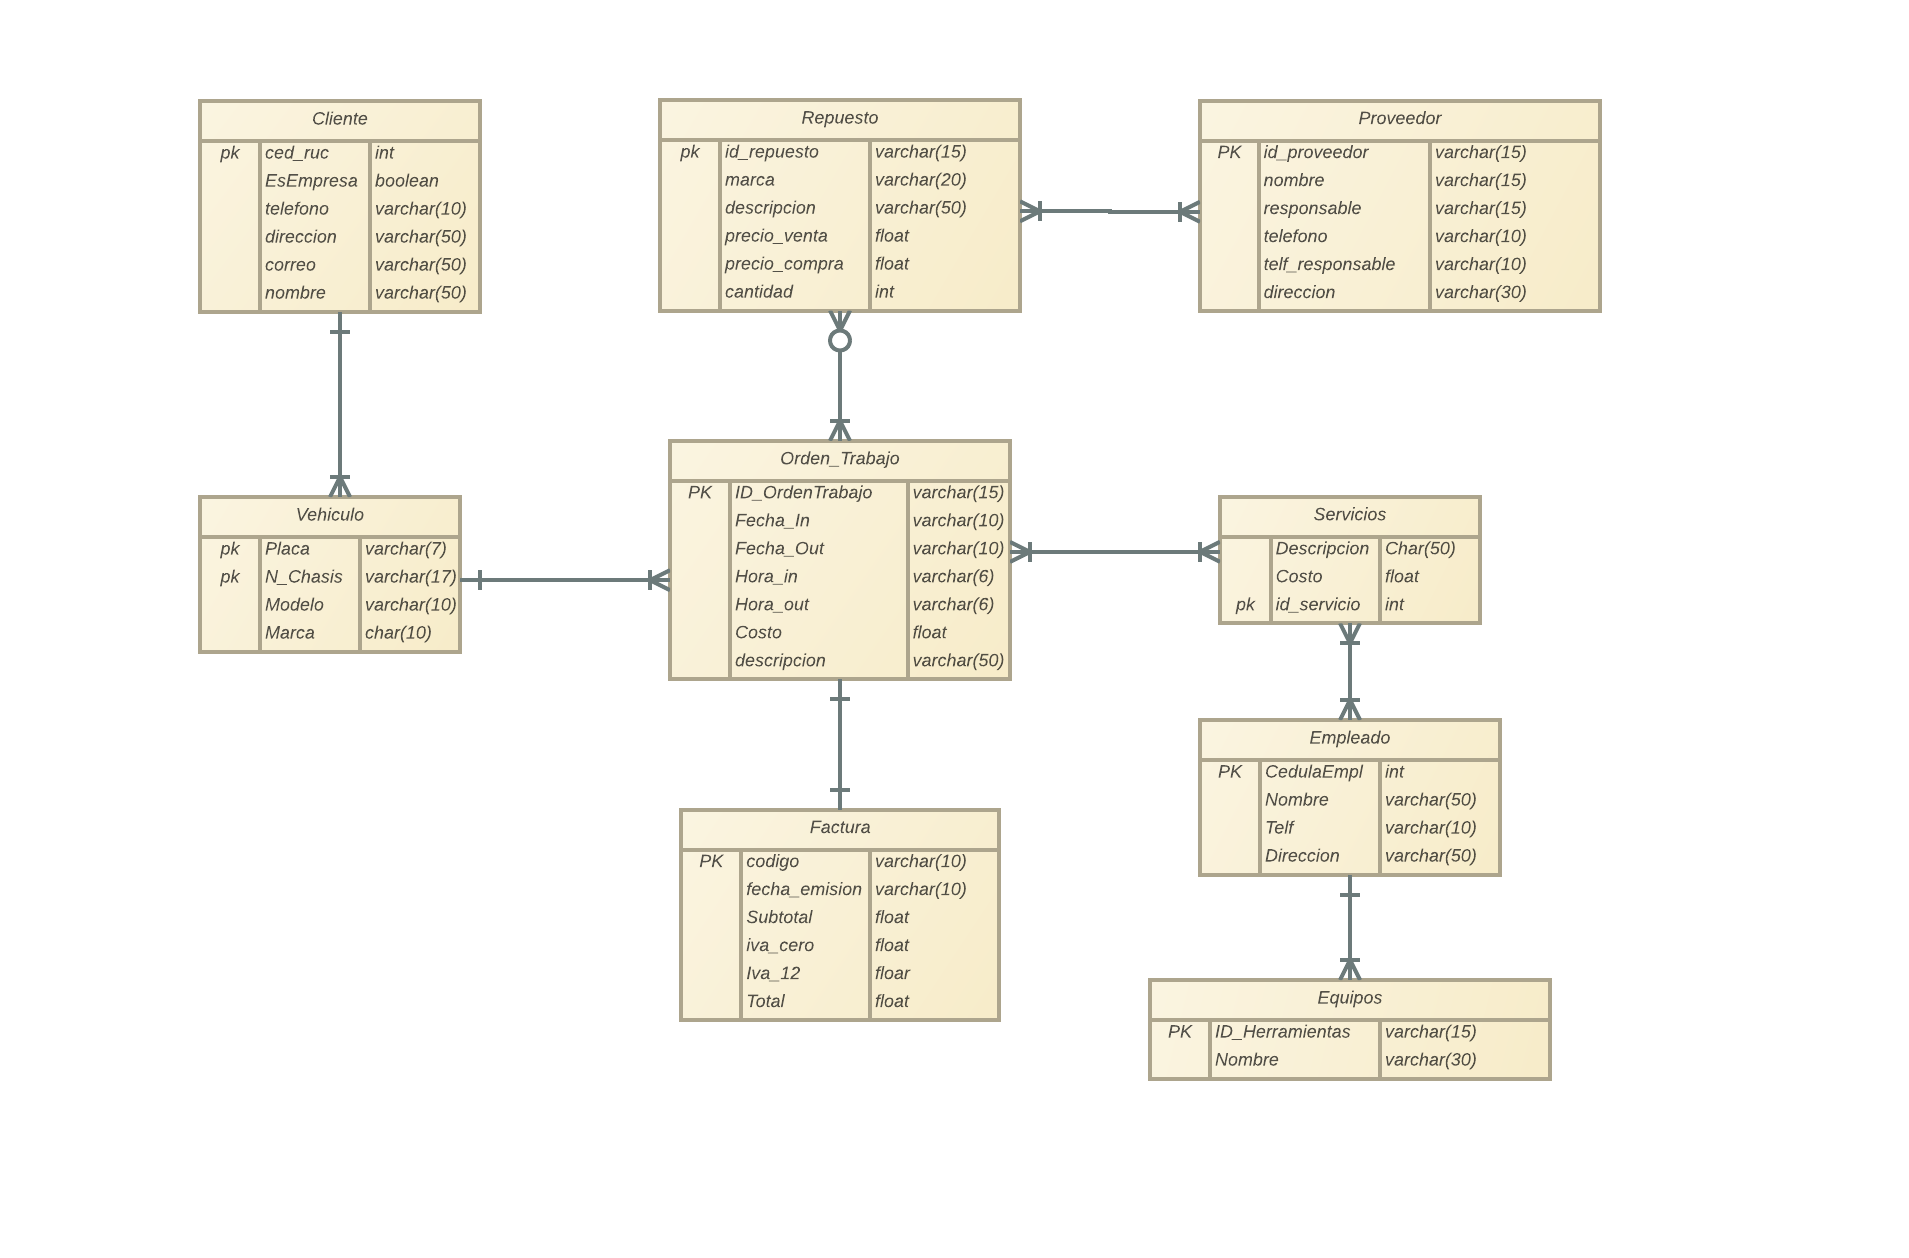 Cliente
pk ced_ruc int
EsEmpresa boolean
telefono varchar(10)
direccion varchar(50)
correo varchar(50)
nombre varchar(50)
Repuesto
pk id_repuesto varchar(15)
marca varchar(20)
descripcion varchar(50)
precio_venta float
precio_compra float
cantidad int
Proveedor
PK id_proveedor varchar(15)
nombre varchar(15)
responsable varchar(15)
telefono varchar(10)
telf_responsable varchar(10)
direccion varchar(30)
Vehiculo
pk Placa varchar(7)
pk N_Chasis varchar(17)
Modelo varchar(10)
Marca char(10)
Orden_Trabajo
PK ID_OrdenTrabajo varchar(15)
Fecha_In varchar(10)
Fecha_Out varchar(10)
Hora_in varchar(6)
Hora_out varchar(6)
Costo float
descripcion varchar(50)
Servicios
Descripcion Char(50)
Costo float
pk id_servicio int
Empleado
PK CedulaEmpl int
Nombre varchar(50)
Telf varchar(10)
Direccion varchar(50)
Factura
PK codigo varchar(10)
fecha_emision varchar(10)
Subtotal float
iva_cero float
Iva_12 floar
Total float
Equipos
PK ID_Herramientas varchar(15)
Nombre varchar(30)